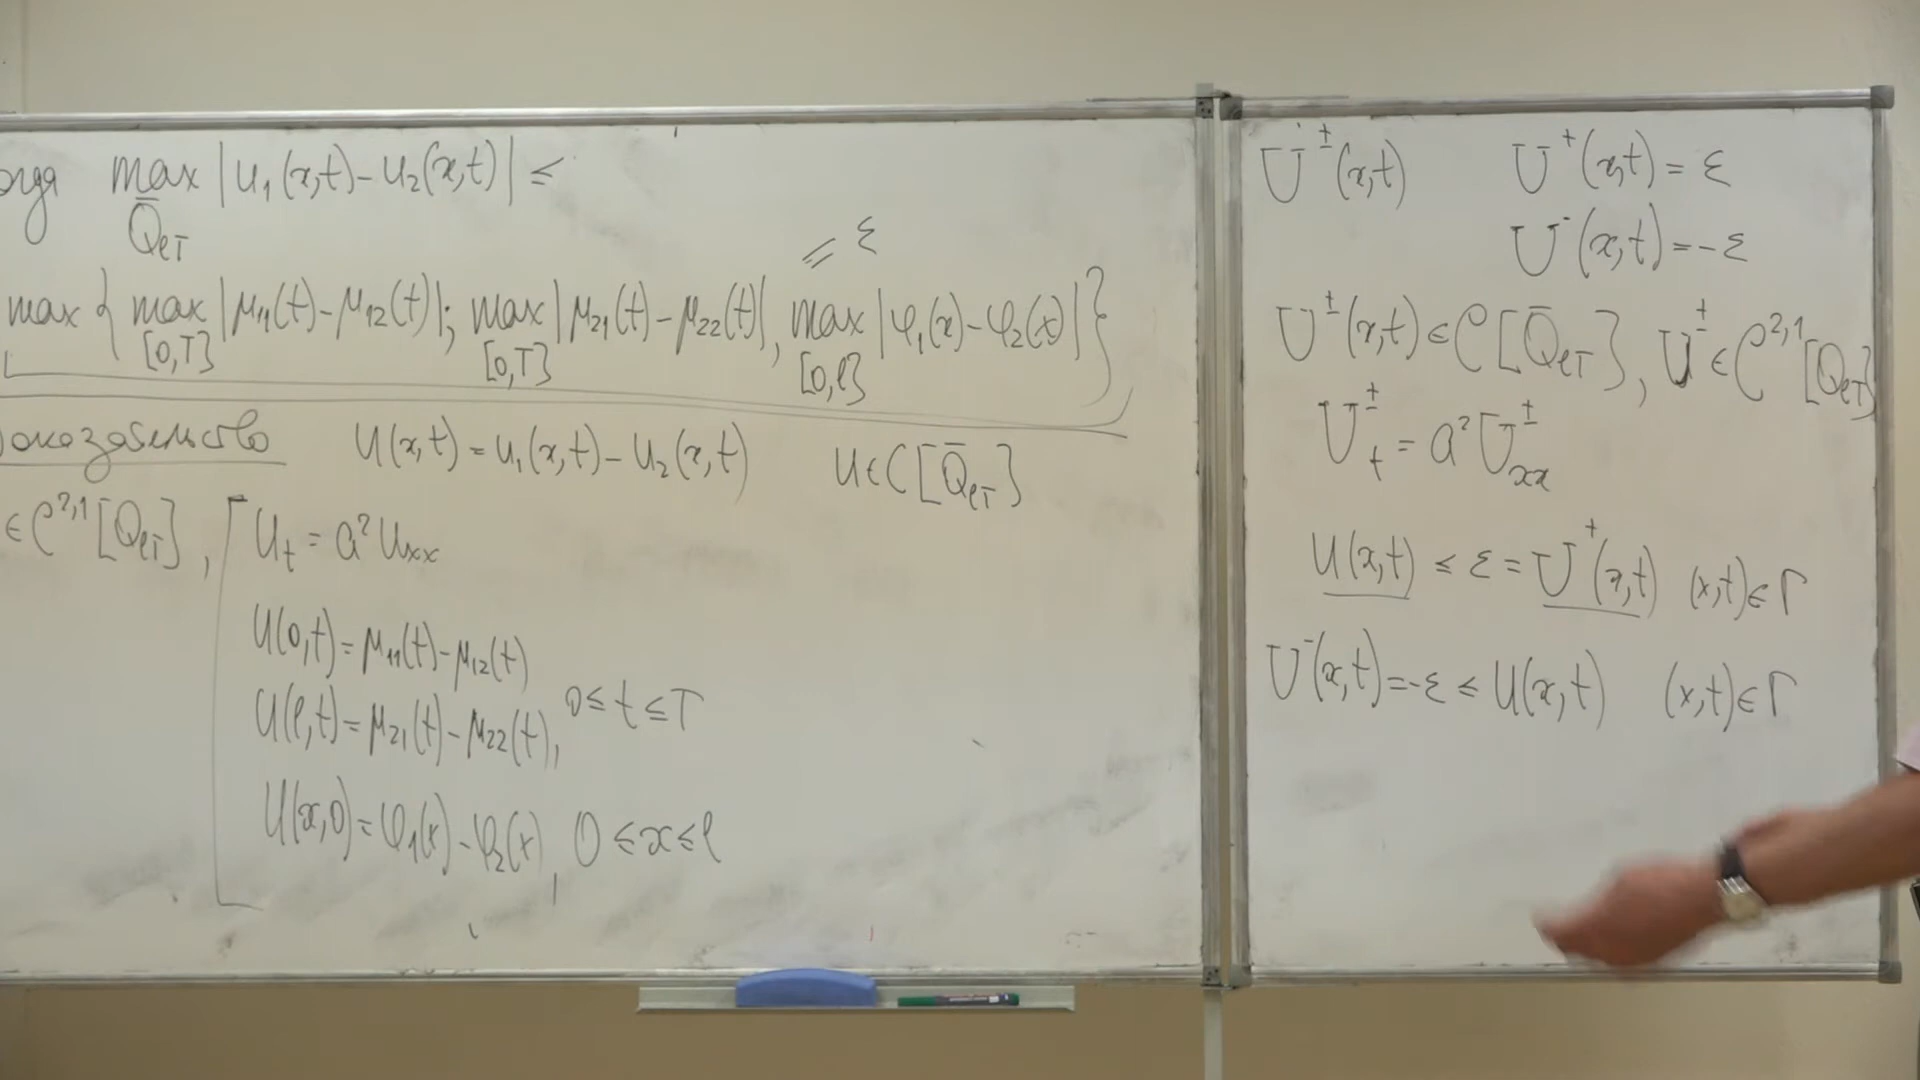 max |u₁(x,t)-u₂(x,t)| ≤
Q̄ₗT
= ε
max { max |μ₁₁(t)-μ₁₂(t)|; max |μ₂₁(t)-μ₂₂(t)|, max |φ₁(x)-φ₂(x)| }
[0,T] [0,T] [0,ℓ]
U(x,t) = u₁(x,t) - u₂(x,t) U∈C[Q̄ₗT]
∈C²,¹[QₗT], Uₜ = a²Uₓₓ
U(0,t) = μ₁₁(t)-μ₁₂(t)
U(ℓ,t) = μ₂₁(t)-μ₂₂(t), 0≤t≤T
U(x,0) = φ₁(x)-φ₂(x), 0≤x≤ℓ
U±(x,t) U⁺(x,t) = ε
U⁻(x,t) = -ε
U±(x,t)∈C[Q̄ₗT], U±∈C²,¹[QₗT]
U±ₜ = a²U±ₓₓ
U(x,t) ≤ ε = U⁺(x,t) (x,t)∈Γ
U⁻(x,t) = -ε ≤ U(x,t) (x,t)∈Γ